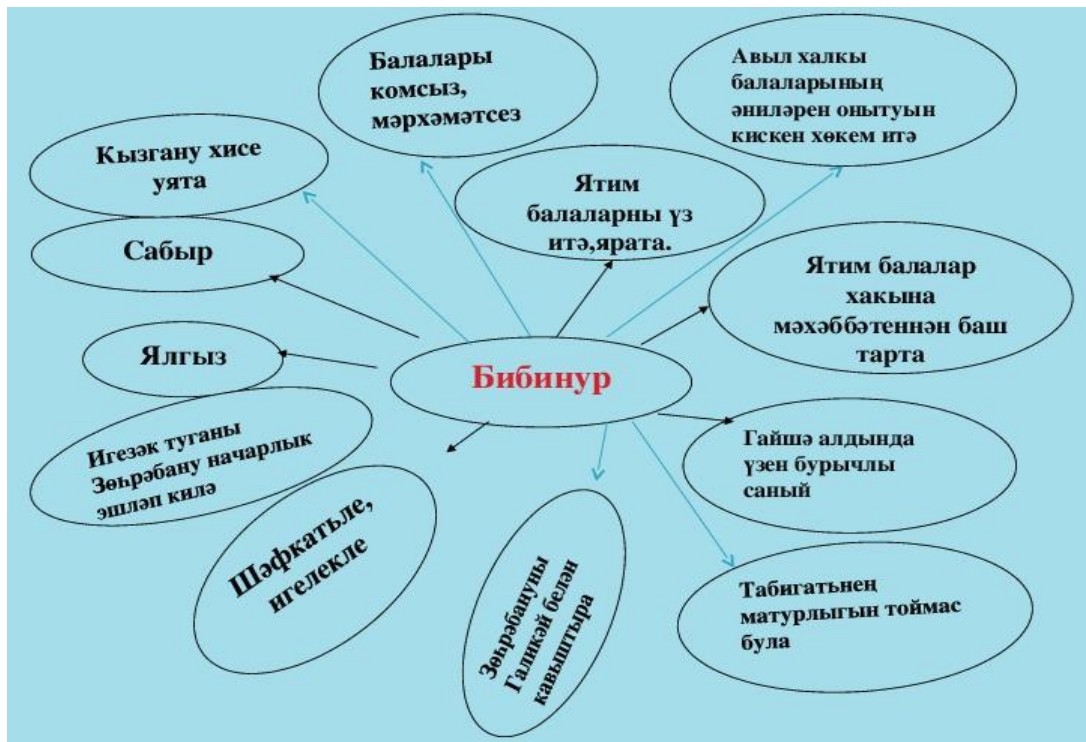 Балалары
комсыз,
мәрхәмәтсез
Авыл халкы
балаларының
әниләрен онытуын
кискен хөкем итә
Кызгану хисе
уята
Ятим
балаларны үз
итә,ярата.
Сабыр
Ятим балалар
хакына
мәхәббәтеннән баш
тарта
Ялгыз
Бибинур
Игезәк туганы
Зөһрәбану начарлык
эшләп килә
Гайшә алдында
үзен бурычлы
саный
Шәфкатьле,
игелекле
Зөһрәбануны
Галикәй белән
кавыштыра
Табигатьнең
матурлыгын тоймас
була